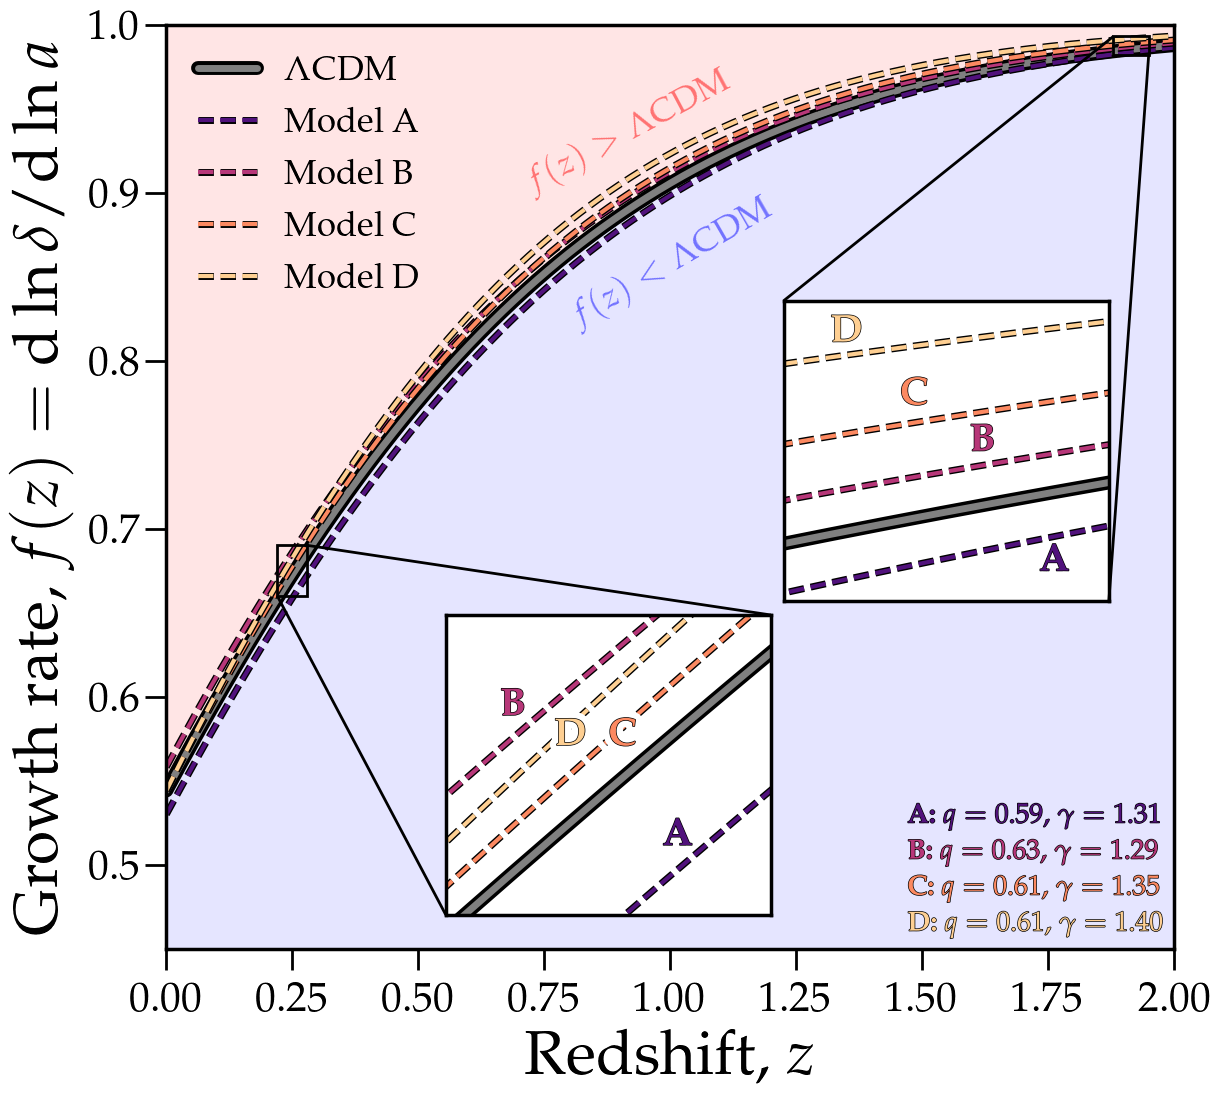 Growth rate, f(z) = d ln δ/d ln a
1.0
0.9
0.8
0.7
0.6
0.5
ΛCDM
Model A
Model B
Model C
Model D
f(z) > ΛCDM
f(z) < ΛCDM
D
C
B
A
B
D
C
A
A: q = 0.59, γ = 1.31
B: q = 0.63, γ = 1.29
C: q = 0.61, γ = 1.35
D: q = 0.61, γ = 1.40
0.00 0.25 0.50 0.75 1.00 1.25 1.50 1.75 2.00
Redshift, z